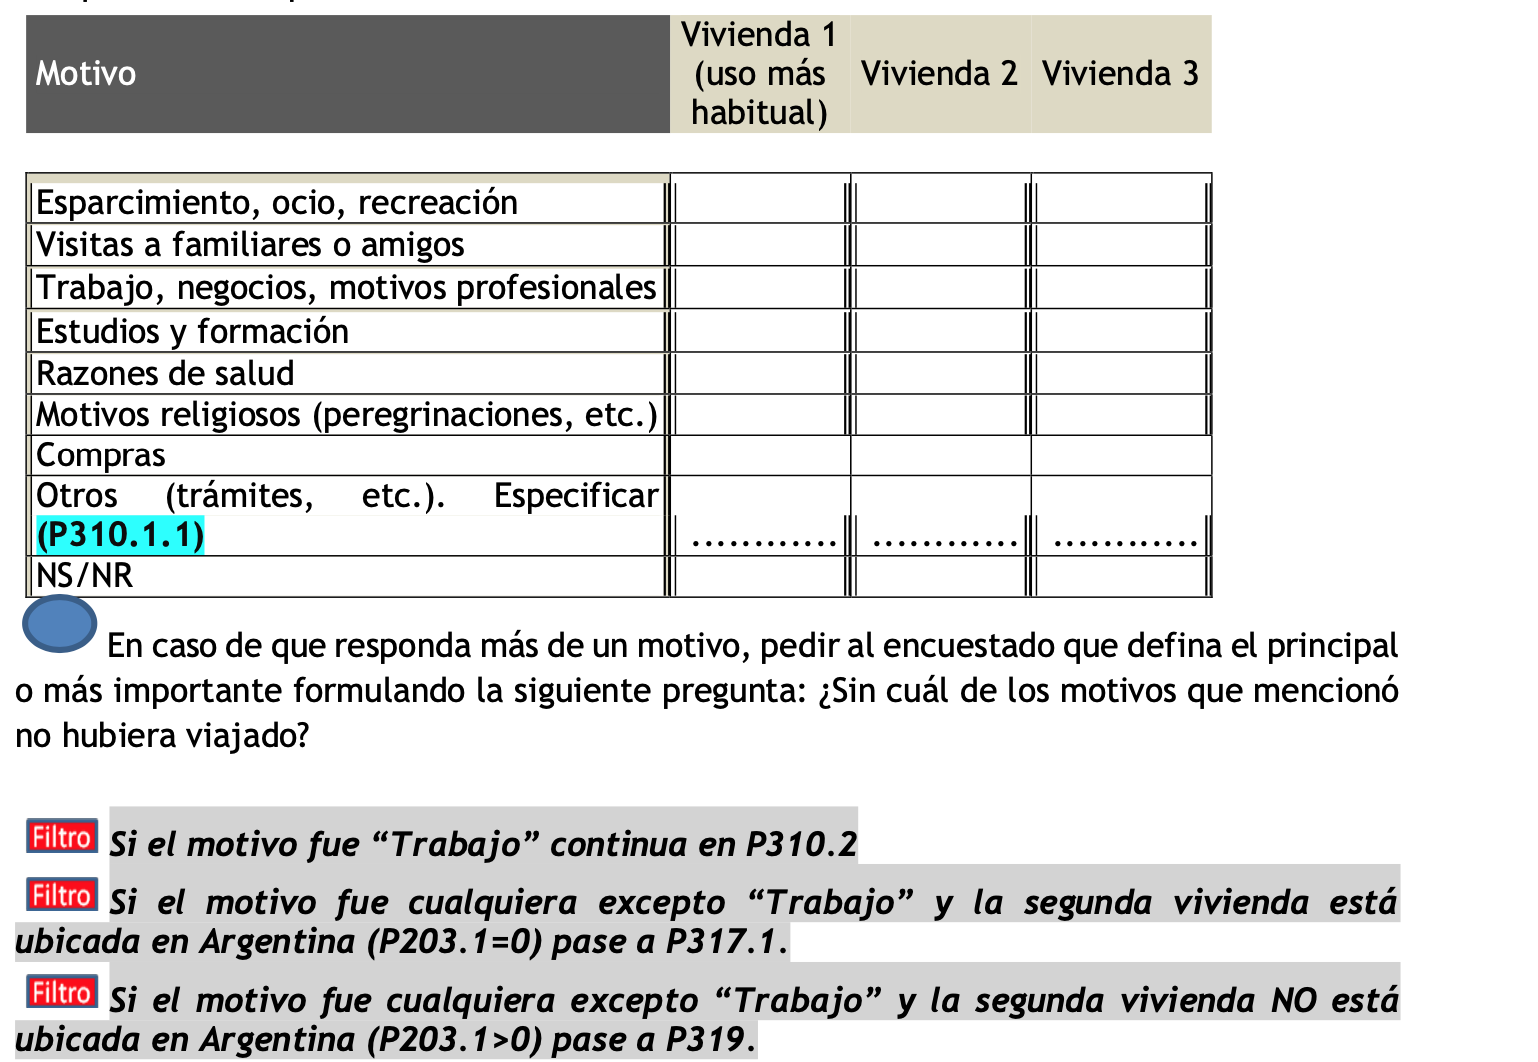 Motivo
Vivienda 1
(uso más
habitual)
Vivienda 2
Vivienda 3
Esparcimiento, ocio, recreación
Visitas a familiares o amigos
Trabajo, negocios, motivos profesionales
Estudios y formación
Razones de salud
Motivos religiosos (peregrinaciones, etc.)
Compras
Otros (trámites, etc.). Especificar
(P310.1.1) ............ ............ ............
NS/NR
En caso de que responda más de un motivo, pedir al encuestado que defina el principal
o más importante formulando la siguiente pregunta: ¿Sin cuál de los motivos que mencionó
no hubiera viajado?
Filtro Si el motivo fue “Trabajo” continua en P310.2
Filtro Si el motivo fue cualquiera excepto “Trabajo” y la segunda vivienda está
ubicada en Argentina (P203.1=0) pase a P317.1.
Filtro Si el motivo fue cualquiera excepto “Trabajo” y la segunda vivienda NO está
ubicada en Argentina (P203.1>0) pase a P319.